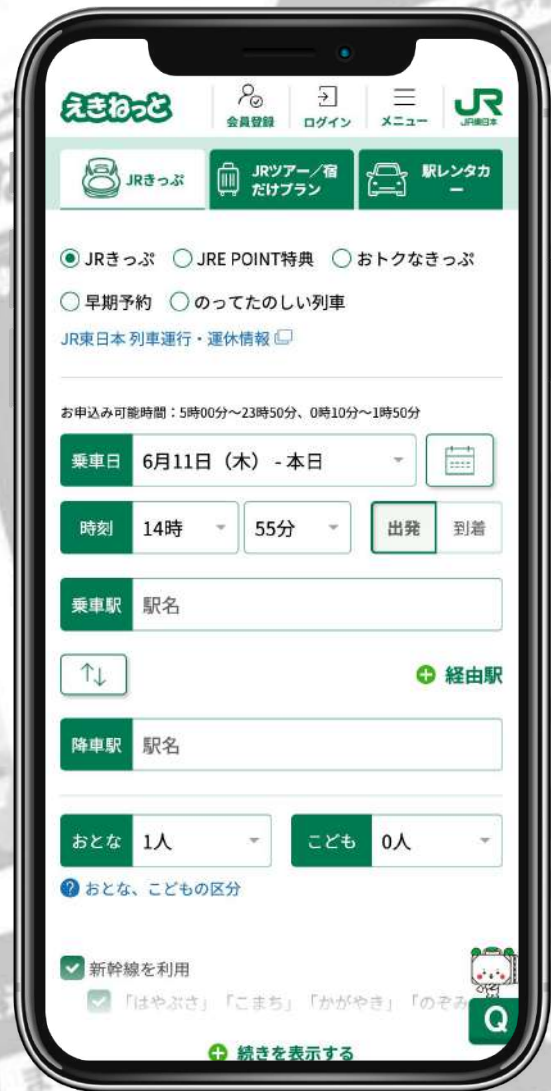 えきねっと
会員登録 ログイン メニュー JR JR東日本
JRきっぷ
JRツアー／宿
だけプラン
駅レンタカ
ー
JRきっぷ JRE POINT特典 おトクなきっぷ
早期予約 のってたのしい列車
JR東日本 列車運行・運休情報
お申込み可能時間：5時00分～23時50分、0時10分～1時50分
乗車日 6月11日（木） - 本日
時刻 14時 55分 出発 到着
乗車駅 駅名
経由駅
降車駅 駅名
おとな 1人 こども 0人
? おとな、こどもの区分
新幹線を利用
「はやぶさ」「こまち」「かがやき」「のぞみ
Q
続きを表示する